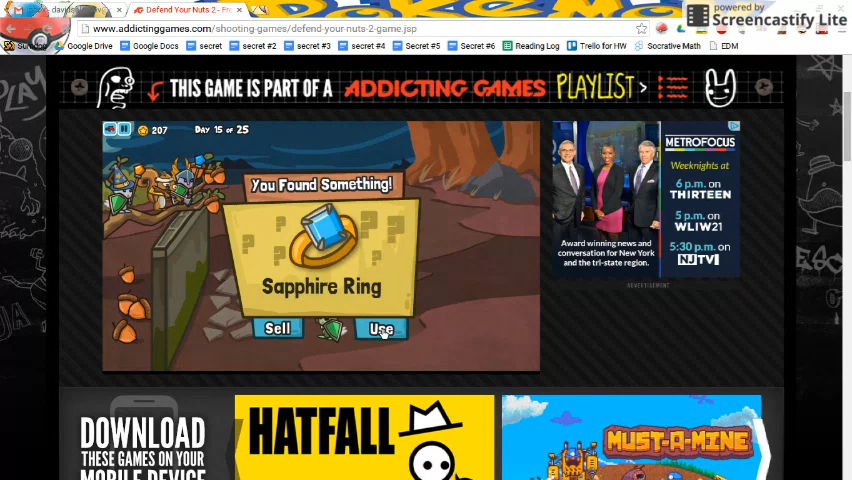 Defend Your Nuts 2 - Fr
powered by
Screencastify Lite
www.addictinggames.com/shooting-games/defend-your-nuts-2-game.jsp
Google Drive
Google Docs
secret
secret #2
secret #3
secret #4
Secret #5
Secret #6
Reading Log
Trello for HW
Socrative Math
EDM
THIS GAME IS PART OF A ADDICTING GAMES PLAYLIST >
207
DAY 15 OF 25
You Found Something!
Sapphire Ring
Sell
Use
METROFOCUS
Weeknights at
6 p.m. on
THIRTEEN
5 p.m. on
WLIW21
5:30 p.m. on
NJTV
Award winning news and
conversation for New York
and the tri-state region.
ADVERTISEMENT
DOWNLOAD
THESE GAMES ON YOUR
MOBILE DEVICE
HATFALL
MUST-A-MINE